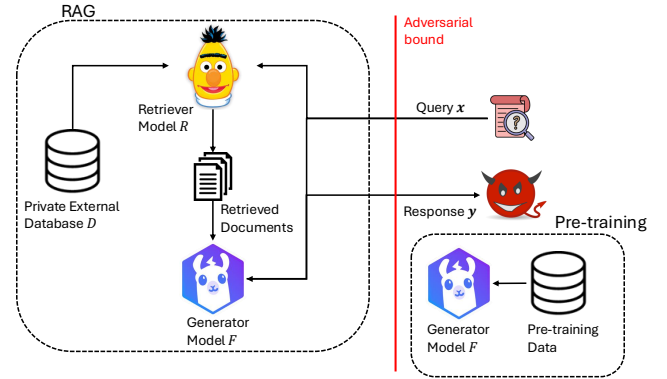 RAG
Adversarial
bound
Retriever
Model R
Query x
?
Private External
Database D
Retrieved
Documents
Response y
Pre-training
Generator
Model F
Generator
Model F
Pre-training
Data